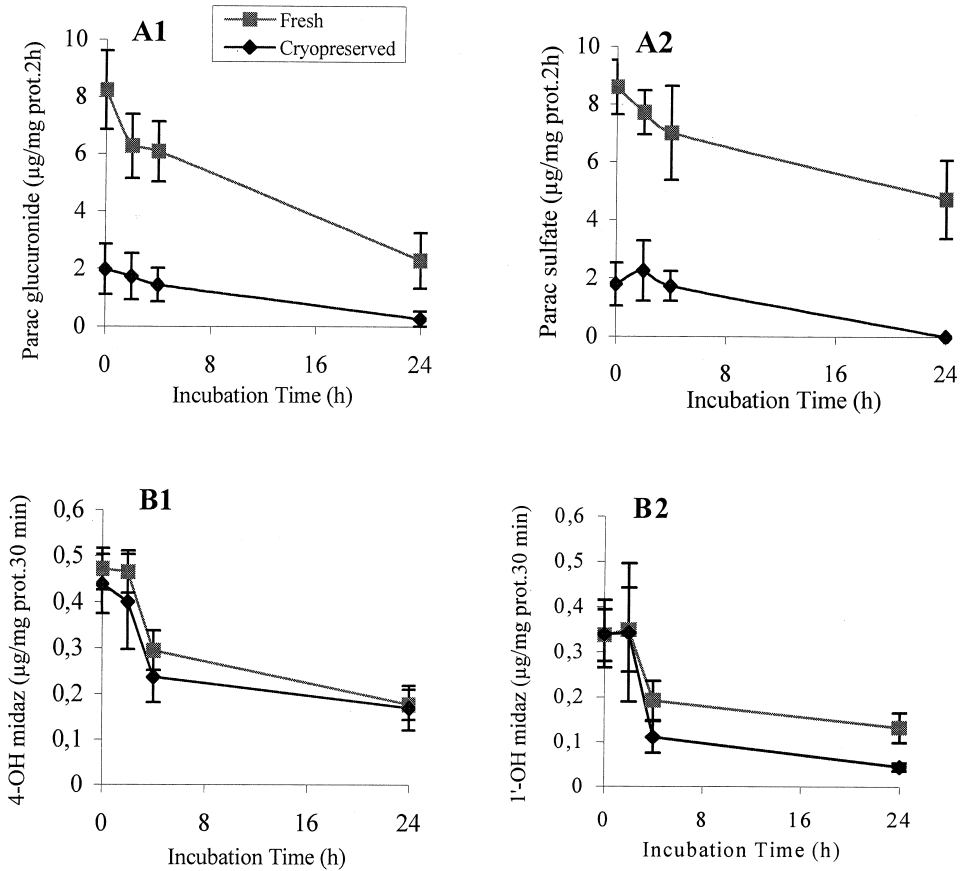 A1
Fresh
Cryopreserved
Parac glucuronide (µg/mg prot.2h)
10
8
6
4
2
0
0 8 16 24
Incubation Time (h)
A2
Parac sulfate (µg/mg prot.2h)
10
8
6
4
2
0
0 8 16 24
Incubation Time (h)
B1
4-OH midaz (µg/mg prot.30 min)
0,6
0,5
0,4
0,3
0,2
0,1
0
0 8 16 24
Incubation Time (h)
B2
1'-OH midaz (µg/mg prot.30 min)
0,6
0,5
0,4
0,3
0,2
0,1
0
0 8 16 24
Incubation Time (h)